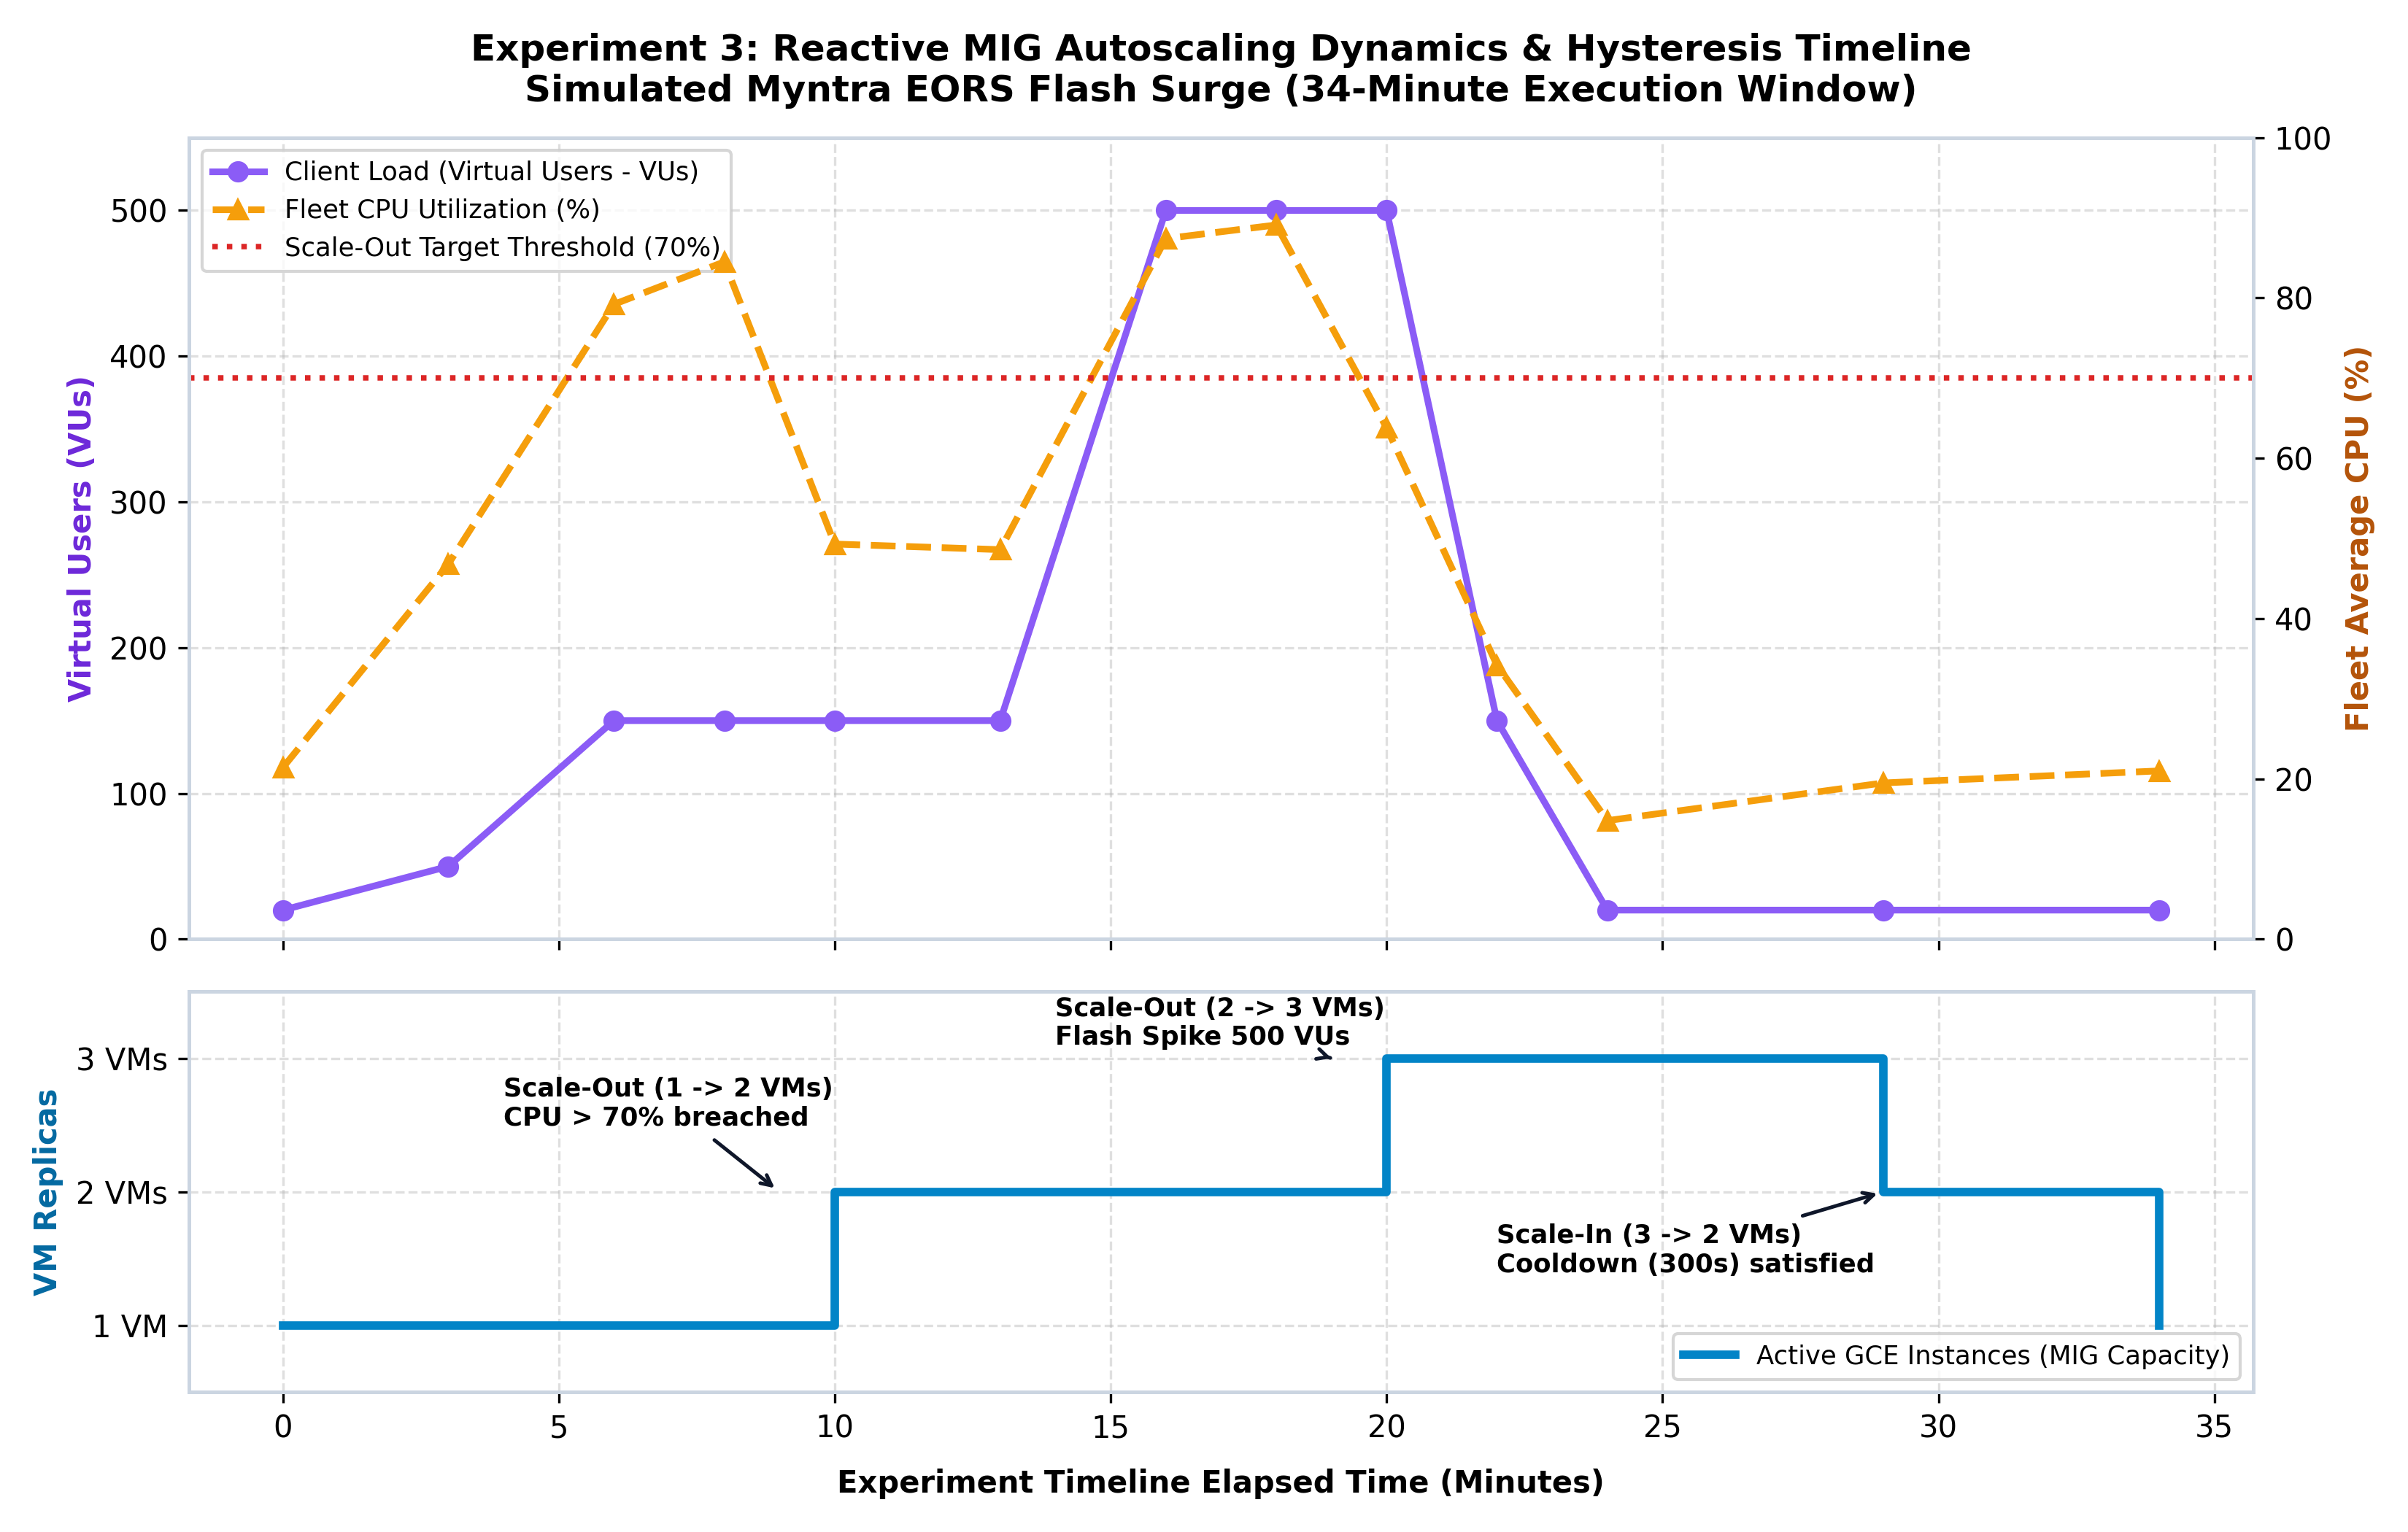 Experiment 3: Reactive MIG Autoscaling Dynamics & Hysteresis Timeline
Simulated Myntra EORS Flash Surge (34-Minute Execution Window)
Client Load (Virtual Users - VUs)
Fleet CPU Utilization (%)
Scale-Out Target Threshold (70%)
Virtual Users (VUs)
500
400
300
200
100
0
Fleet Average CPU (%)
100
80
60
40
20
0
VM Replicas
3 VMs
2 VMs
1 VM
Scale-Out (1 -> 2 VMs)
CPU > 70% breached
Scale-Out (2 -> 3 VMs)
Flash Spike 500 VUs
Scale-In (3 -> 2 VMs)
Cooldown (300s) satisfied
Active GCE Instances (MIG Capacity)
0 5 10 15 20 25 30 35
Experiment Timeline Elapsed Time (Minutes)